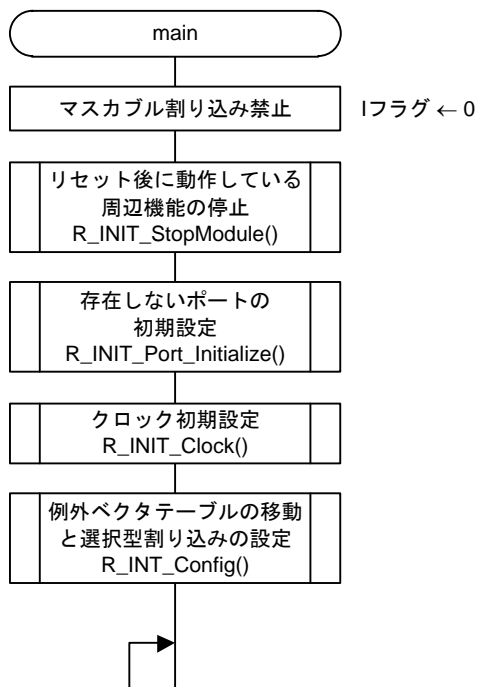 main
マスカブル割り込み禁止
Iフラグ ← 0
リセット後に動作している
周辺機能の停止
R_INIT_StopModule()
存在しないポートの
初期設定
R_INIT_Port_Initialize()
クロック初期設定
R_INIT_Clock()
例外ベクタテーブルの移動
と選択型割り込みの設定
R_INT_Config()